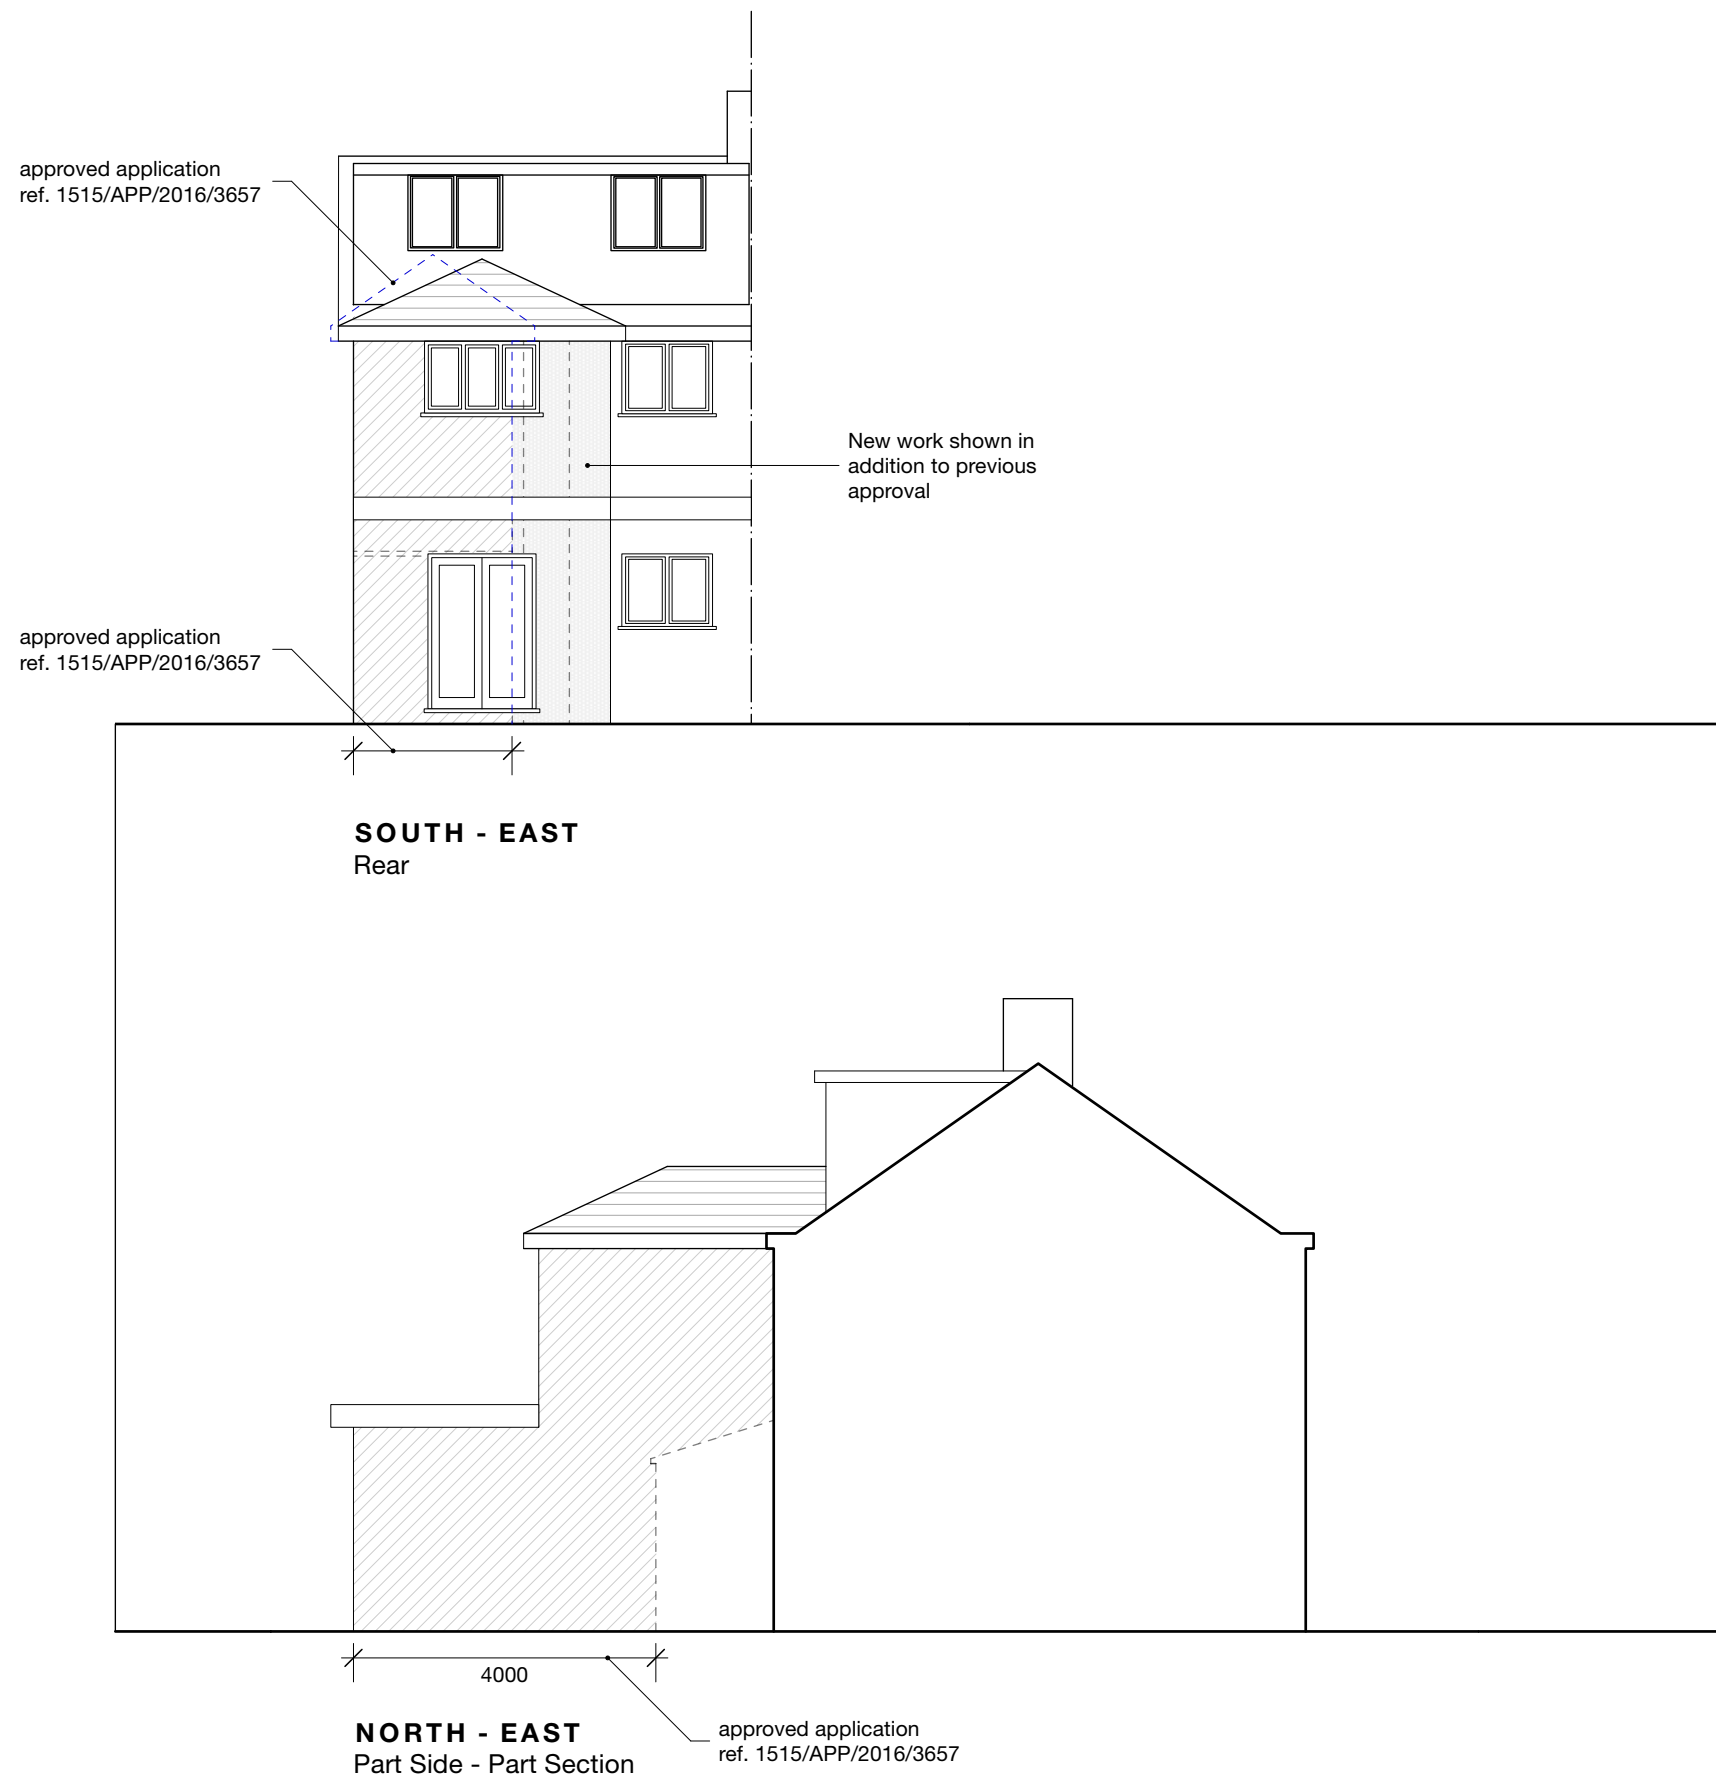 approved application
ref. 1515/APP/2016/3657
New work shown in
addition to previous
approval
approved application
ref. 1515/APP/2016/3657
SOUTH - EAST
Rear
4000
NORTH - EAST
Part Side - Part Section
approved application
ref. 1515/APP/2016/3657